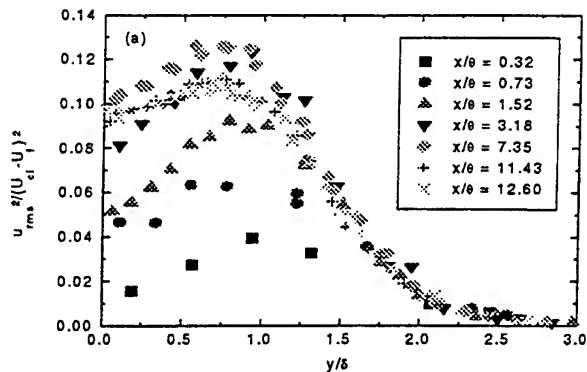 (a)
0.14
0.12
0.10
0.08
0.06
0.04
0.02
0.00
u_rms²/(U_cl-U_f)²
0.0 0.5 1.0 1.5 2.0 2.5 3.0
y/δ
x/θ = 0.32
x/θ = 0.73
x/θ = 1.52
x/θ = 3.18
x/θ = 7.35
x/θ = 11.43
x/θ = 12.60